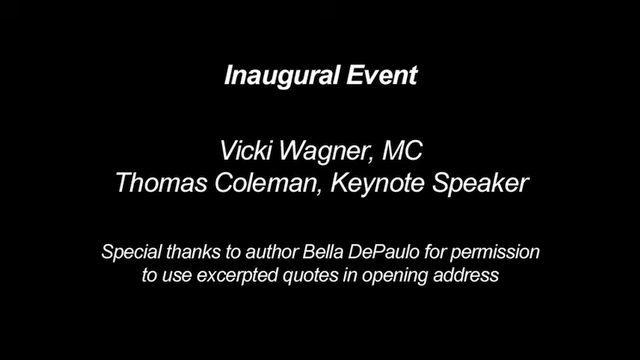 Inaugural Event
Vicki Wagner, MC
Thomas Coleman, Keynote Speaker
Special thanks to author Bella DePaulo for permission
to use excerpted quotes in opening address